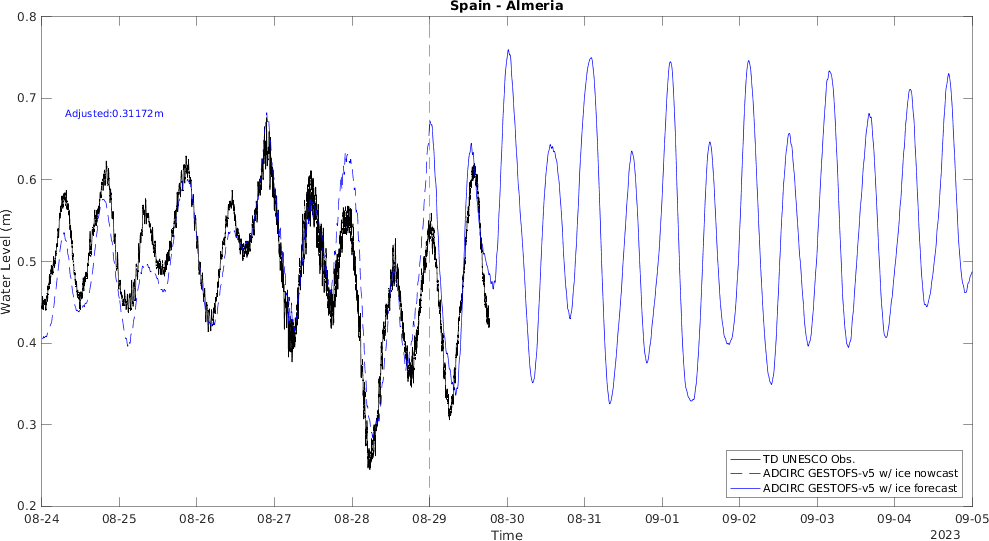 Spain - Almeria
0.8
0.7
0.6
0.5
0.4
0.3
0.2
Water Level (m)
Adjusted:0.31172m
TD UNESCO Obs.
ADCIRC GESTOFS-v5 w/ ice nowcast
ADCIRC GESTOFS-v5 w/ ice forecast
08-24 08-25 08-26 08-27 08-28 08-29 08-30 08-31 09-01 09-02 09-03 09-04 09-05
Time
2023